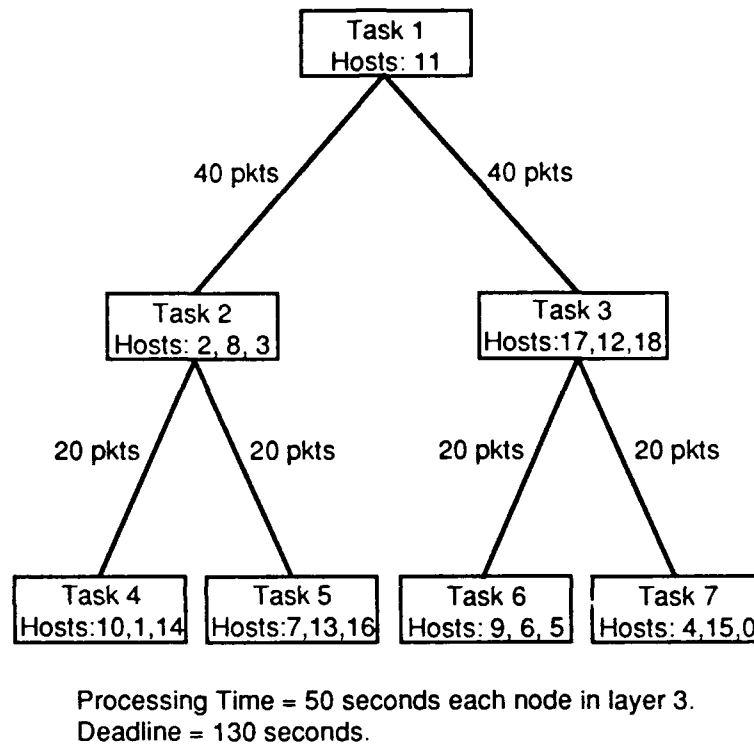 Task 1
Hosts: 11
40 pkts
40 pkts
Task 2
Hosts: 2, 8, 3
Task 3
Hosts:17,12,18
20 pkts
20 pkts
20 pkts
20 pkts
Task 4
Hosts:10,1,14
Task 5
Hosts:7,13,16
Task 6
Hosts: 9, 6, 5
Task 7
Hosts: 4,15,0
Processing Time = 50 seconds each node in layer 3.
Deadline = 130 seconds.